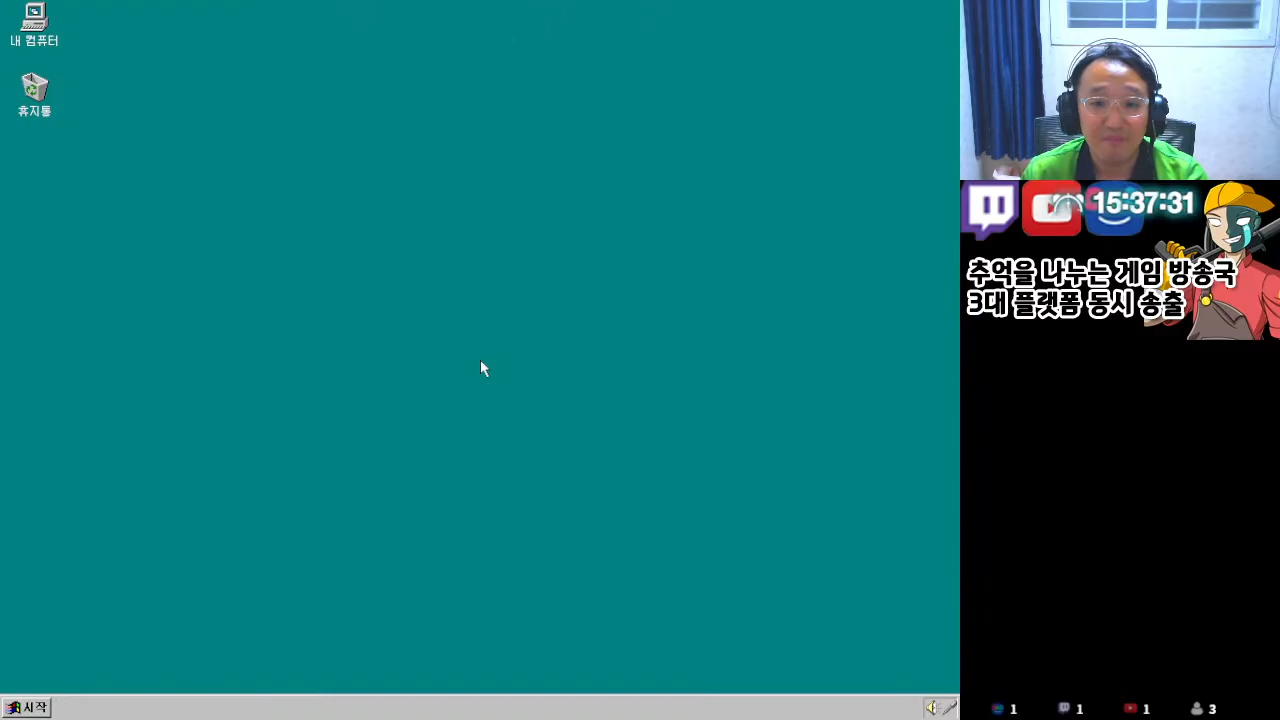 내 컴퓨터
휴지통
15:37:31
추억을 나누는 게임 방송국
3대 플랫폼 동시 송출
시작
1
1
1
3